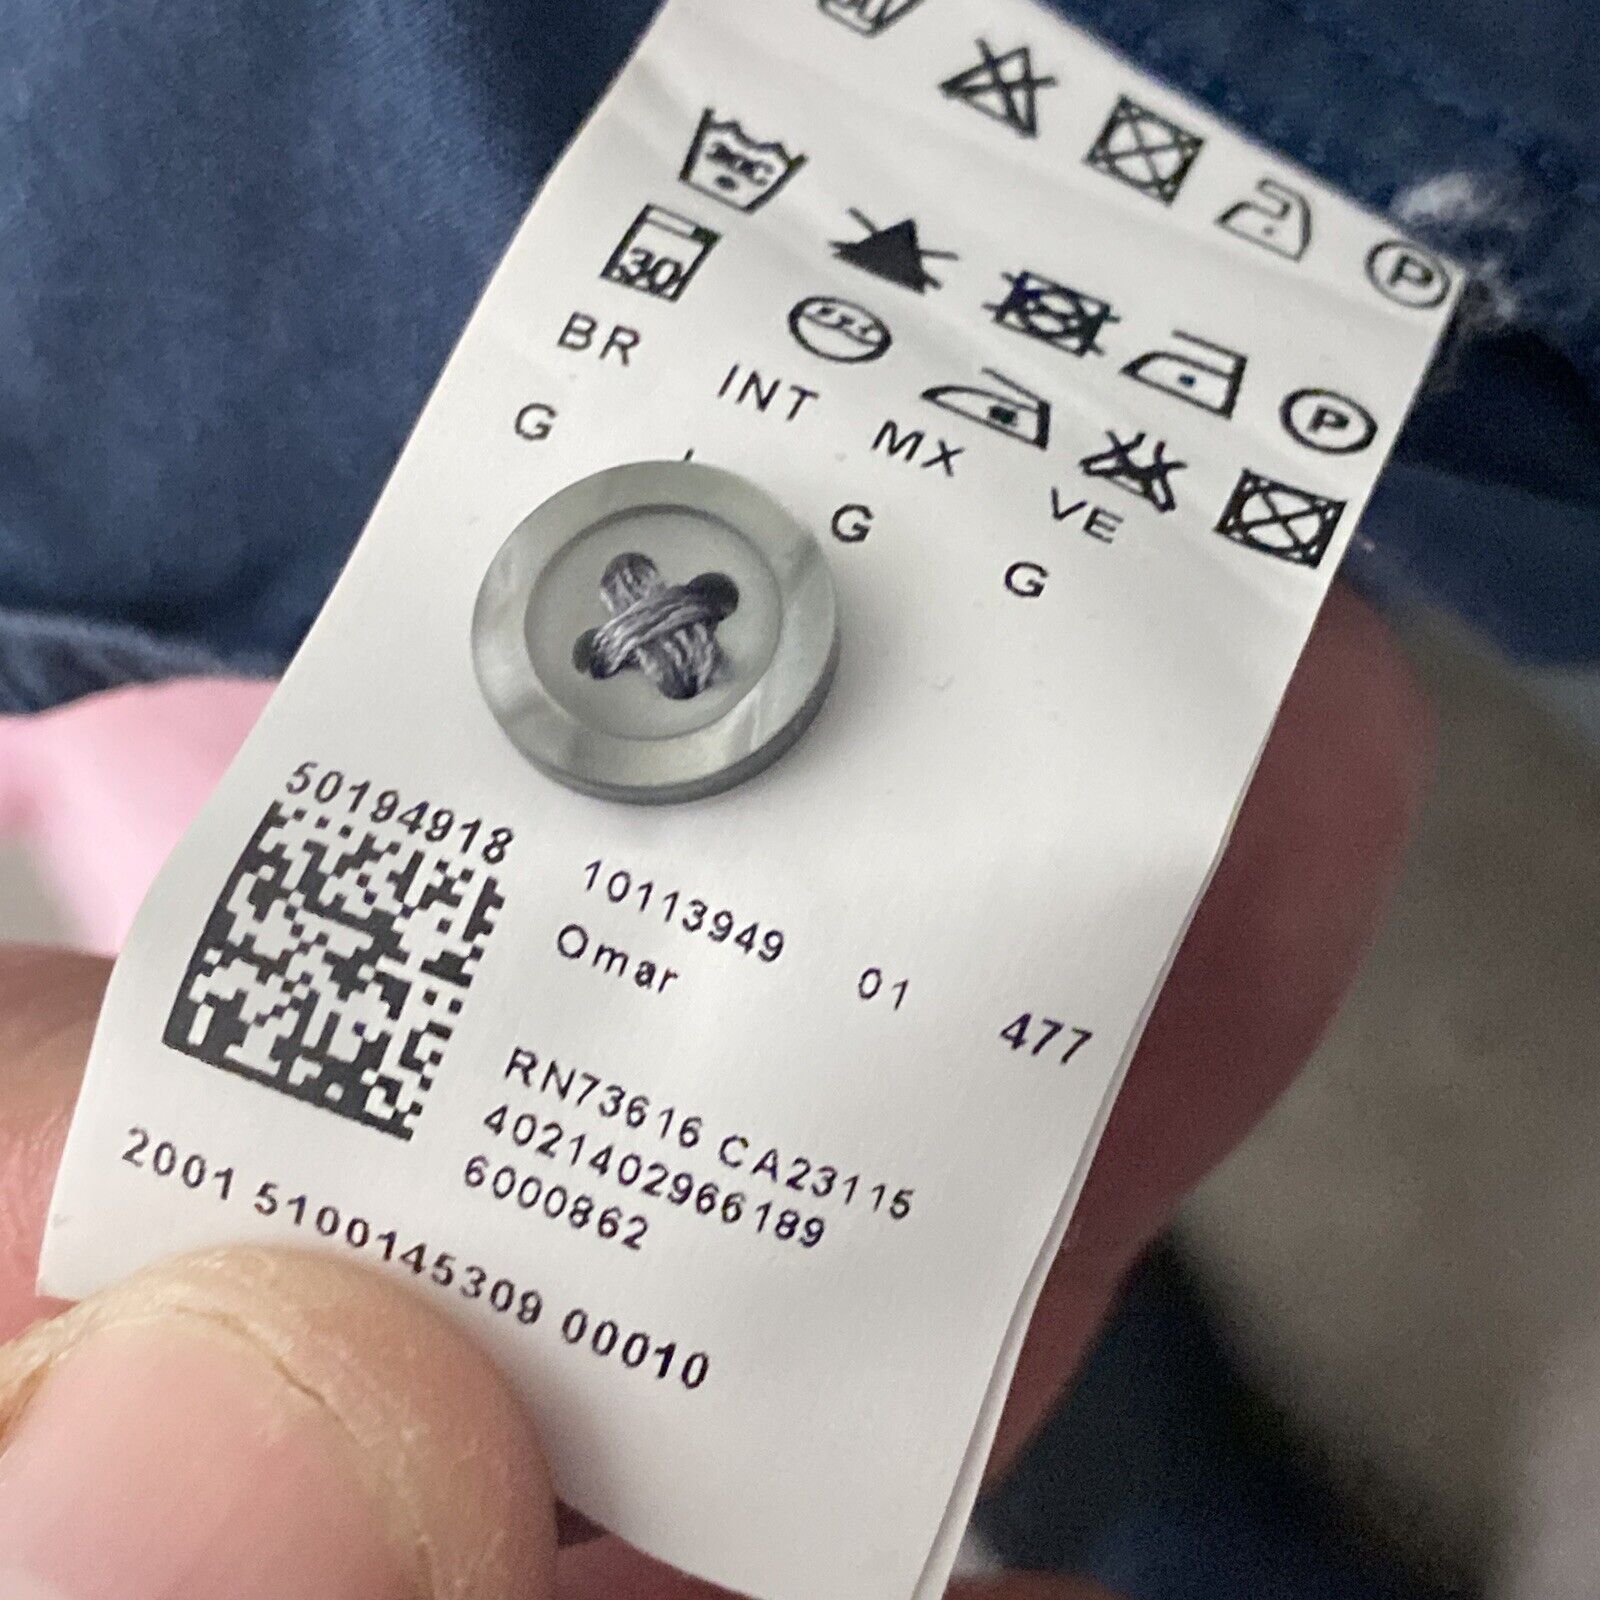 P
30
P
BR INT MX VE
G G G
50194918
10113949 01 477
Omar
RN73616 CA23115
4021402966189
6000862
2001 5100145309 00010